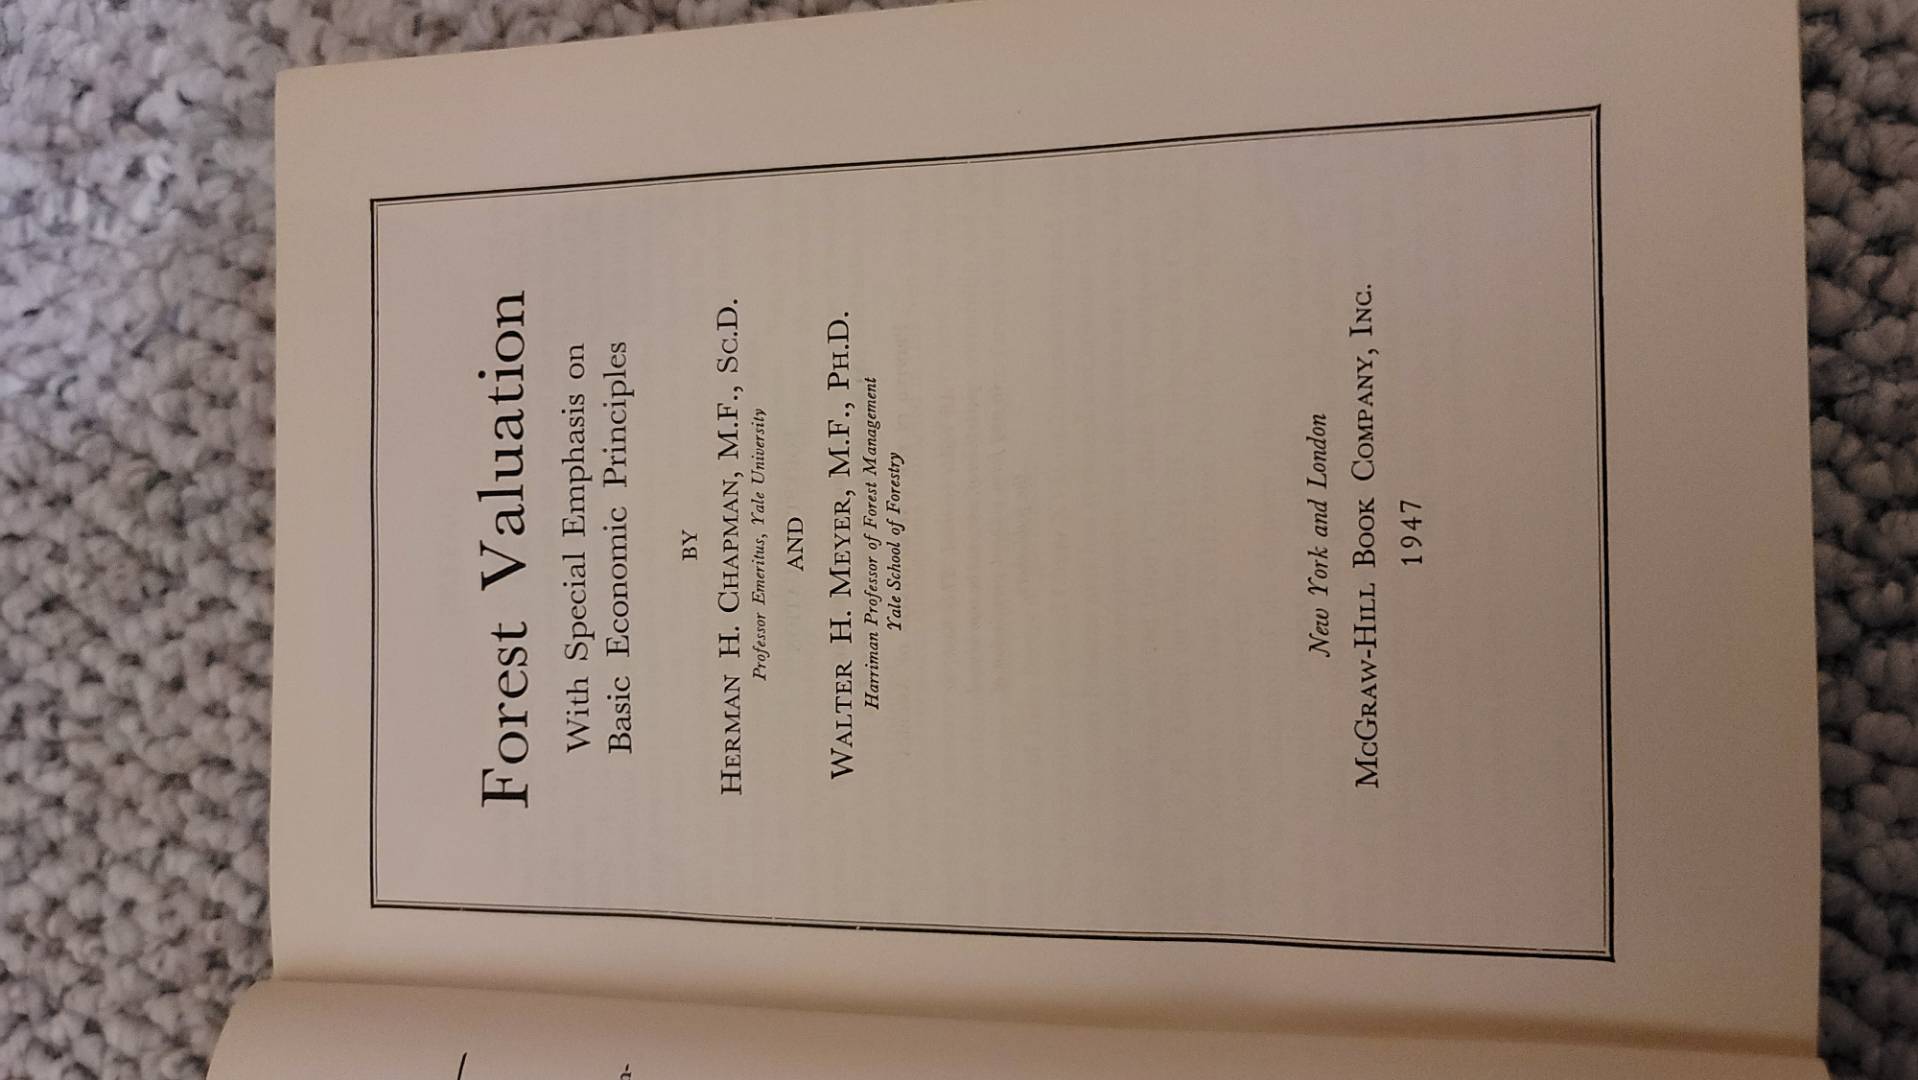 Forest Valuation
With Special Emphasis on
Basic Economic Principles
BY
HERMAN H. CHAPMAN, M.F., SC.D.
Professor Emeritus, Yale University
AND
WALTER H. MEYER, M.F., PH.D.
Harriman Professor of Forest Management
Yale School of Forestry
New York and London
MCGRAW-HILL BOOK COMPANY, INC.
1947